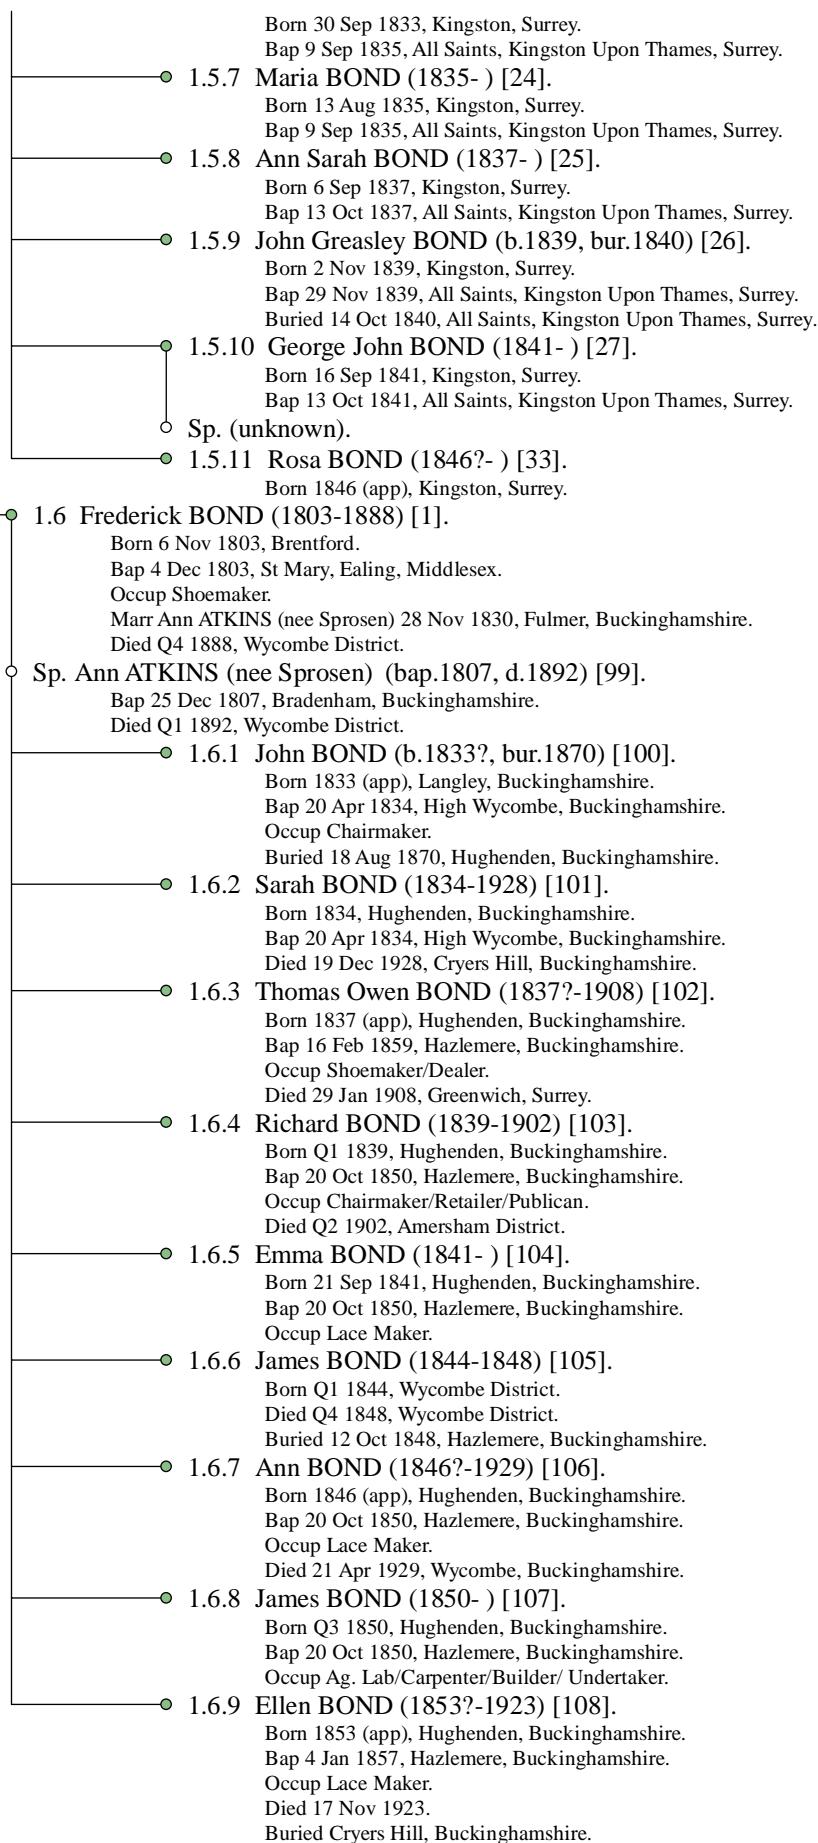 Born 30 Sep 1833, Kingston, Surrey.
Bap 9 Sep 1835, All Saints, Kingston Upon Thames, Surrey.
1.5.7 Maria BOND (1835- ) [24].
Born 13 Aug 1835, Kingston, Surrey.
Bap 9 Sep 1835, All Saints, Kingston Upon Thames, Surrey.
1.5.8 Ann Sarah BOND (1837- ) [25].
Born 6 Sep 1837, Kingston, Surrey.
Bap 13 Oct 1837, All Saints, Kingston Upon Thames, Surrey.
1.5.9 John Greasley BOND (b.1839, bur.1840) [26].
Born 2 Nov 1839, Kingston, Surrey.
Bap 29 Nov 1839, All Saints, Kingston Upon Thames, Surrey.
Buried 14 Oct 1840, All Saints, Kingston Upon Thames, Surrey.
1.5.10 George John BOND (1841- ) [27].
Born 16 Sep 1841, Kingston, Surrey.
Bap 13 Oct 1841, All Saints, Kingston Upon Thames, Surrey.
Sp. (unknown).
1.5.11 Rosa BOND (1846?- ) [33].
Born 1846 (app), Kingston, Surrey.
1.6 Frederick BOND (1803-1888) [1].
Born 6 Nov 1803, Brentford.
Bap 4 Dec 1803, St Mary, Ealing, Middlesex.
Occup Shoemaker.
Marr Ann ATKINS (nee Sprosen) 28 Nov 1830, Fulmer, Buckinghamshire.
Died Q4 1888, Wycombe District.
Sp. Ann ATKINS (nee Sprosen) (bap.1807, d.1892) [99].
Bap 25 Dec 1807, Bradenham, Buckinghamshire.
Died Q1 1892, Wycombe District.
1.6.1 John BOND (b.1833?, bur.1870) [100].
Born 1833 (app), Langley, Buckinghamshire.
Bap 20 Apr 1834, High Wycombe, Buckinghamshire.
Occup Chairmaker.
Buried 18 Aug 1870, Hughenden, Buckinghamshire.
1.6.2 Sarah BOND (1834-1928) [101].
Born 1834, Hughenden, Buckinghamshire.
Bap 20 Apr 1834, High Wycombe, Buckinghamshire.
Died 19 Dec 1928, Cryers Hill, Buckinghamshire.
1.6.3 Thomas Owen BOND (1837?-1908) [102].
Born 1837 (app), Hughenden, Buckinghamshire.
Bap 16 Feb 1859, Hazlemere, Buckinghamshire.
Occup Shoemaker/Dealer.
Died 29 Jan 1908, Greenwich, Surrey.
1.6.4 Richard BOND (1839-1902) [103].
Born Q1 1839, Hughenden, Buckinghamshire.
Bap 20 Oct 1850, Hazlemere, Buckinghamshire.
Occup Chairmaker/Retailer/Publican.
Died Q2 1902, Amersham District.
1.6.5 Emma BOND (1841- ) [104].
Born 21 Sep 1841, Hughenden, Buckinghamshire.
Bap 20 Oct 1850, Hazlemere, Buckinghamshire.
Occup Lace Maker.
1.6.6 James BOND (1844-1848) [105].
Born Q1 1844, Wycombe District.
Died Q4 1848, Wycombe District.
Buried 12 Oct 1848, Hazlemere, Buckinghamshire.
1.6.7 Ann BOND (1846?-1929) [106].
Born 1846 (app), Hughenden, Buckinghamshire.
Bap 20 Oct 1850, Hazlemere, Buckinghamshire.
Occup Lace Maker.
Died 21 Apr 1929, Wycombe, Buckinghamshire.
1.6.8 James BOND (1850- ) [107].
Born Q3 1850, Hughenden, Buckinghamshire.
Bap 20 Oct 1850, Hazlemere, Buckinghamshire.
Occup Ag. Lab/Carpenter/Builder/ Undertaker.
1.6.9 Ellen BOND (1853?-1923) [108].
Born 1853 (app), Hughenden, Buckinghamshire.
Bap 4 Jan 1857, Hazlemere, Buckinghamshire.
Occup Lace Maker.
Died 17 Nov 1923.
Buried Cryers Hill, Buckinghamshire.